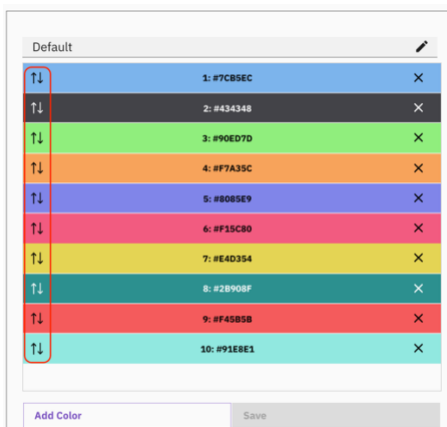 Default
1: #7CB5EC
2: #434348
3: #90ED7D
4: #F7A35C
5: #8085E9
6: #F15C80
7: #E4D354
8: #2B908F
9: #F45B5B
10: #91E8E1
Add Color
Save